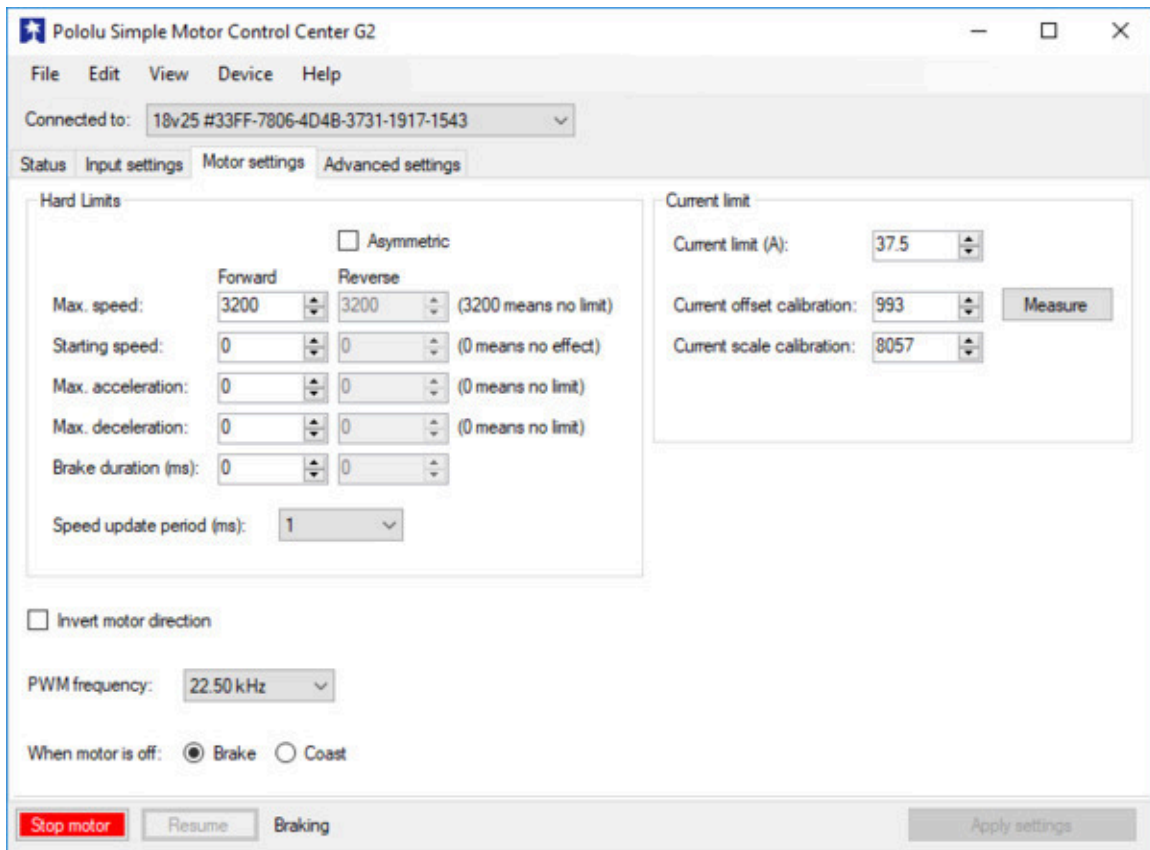 Pololu Simple Motor Control Center G2
File Edit View Device Help
Connected to: 18v25 #33FF-7806-4D4B-3731-1917-1543
Status Input settings Motor settings Advanced settings
Hard Limits
Asymmetric
Forward Reverse
Max. speed: 3200 3200 (3200 means no limit)
Starting speed: 0 0 (0 means no effect)
Max. acceleration: 0 0 (0 means no limit)
Max. deceleration: 0 0 (0 means no limit)
Brake duration (ms): 0 0
Speed update period (ms): 1
Current limit
Current limit (A): 37.5
Current offset calibration: 993 Measure
Current scale calibration: 8057
Invert motor direction
PWM frequency: 22.50 kHz
When motor is off: Brake Coast
Stop motor Resume Braking Apply settings